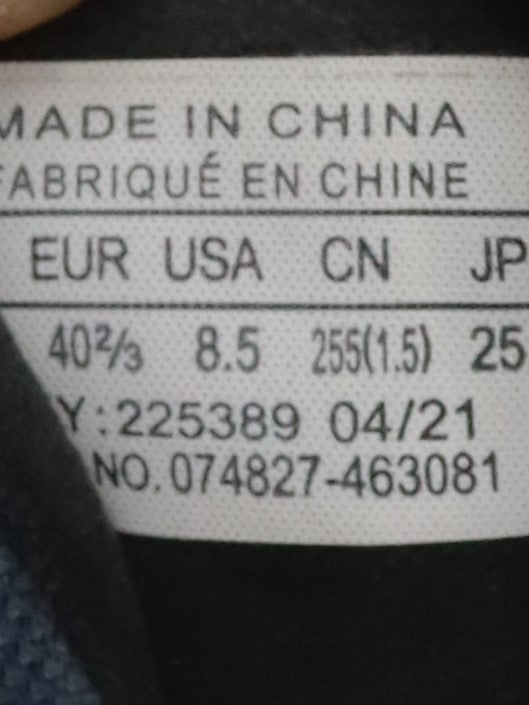 MADE IN CHINA
FABRIQUÉ EN CHINE
EUR USA CN JP
40⅔ 8.5 255(1.5) 25
Y:225389 04/21
NO.074827-463081